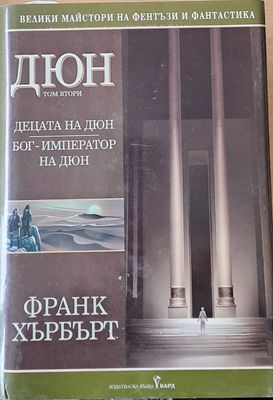 ВЕЛИКИ МАЙСТОРИ НА ФЕНТЪЗИ И ФАНТАСТИКА
ДЮН
ТОМ ВТОРИ
ДЕЦАТА НА ДЮН
БОГ-ИМПЕРАТОР
НА ДЮН
ФРАНК
ХЪРБЪРТ
ИЗДАТЕЛСКА КЪЩА БАРД